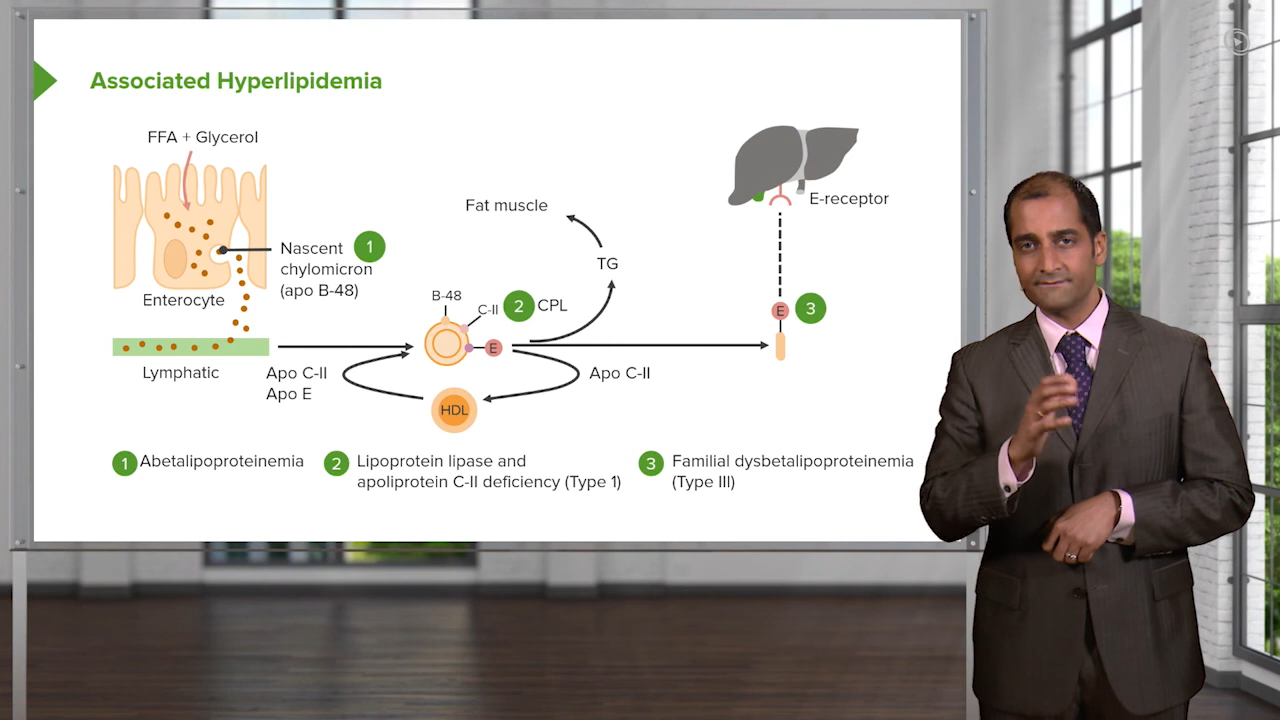 Associated Hyperlipidemia
FFA + Glycerol
Nascent 1
chylomicron
(apo B-48)
Enterocyte
Lymphatic
Apo C-II
Apo E
B-48
C-II
2 CPL
E
HDL
Apo C-II
TG
Fat muscle
E-receptor
E 3
1 Abetalipoproteinemia
2 Lipoprotein lipase and
apoliprotein C-II deficiency (Type 1)
3 Familial dysbetalipoproteinemia
(Type III)